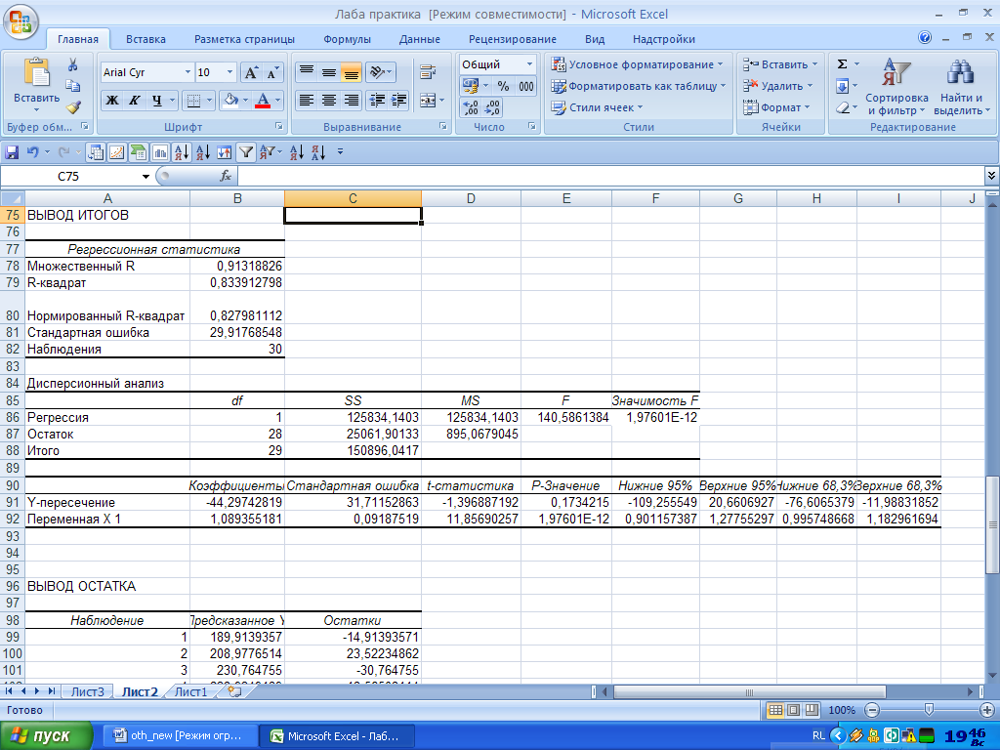 Лаба практика [Режим совместимости] - Microsoft Excel
Главная Вставка Разметка страницы Формулы Данные Рецензирование Вид Надстройки
Вставить
Arial Cyr 10
Ж К Ч
Общий
% 000
Условное форматирование
Форматировать как таблицу
Стили ячеек
Вставить
Удалить
Формат
Σ
Сортировка и фильтр
Найти и выделить
Буфер обм... Шрифт Выравнивание Число Стили Ячейки Редактирование
C75 fx
A B C D E F G H I J
75 ВЫВОД ИТОГОВ
76
77 Регрессионная статистика
78 Множественный R 0,91318826
79 R-квадрат 0,833912798
80 Нормированный R-квадрат 0,827981112
81 Стандартная ошибка 29,91768548
82 Наблюдения 30
83
84 Дисперсионный анализ
85 df SS MS F Значимость F
86 Регрессия 1 125834,1403 125834,1403 140,5861384 1,97601E-12
87 Остаток 28 25061,90133 895,0679045
88 Итого 29 150896,0417
89
90 Коэффициенты Стандартная ошибка t-статистика P-Значение Нижние 95% Верхние 95% Нижние 68,3% Верхние 68,3%
91 Y-пересечение -44,29742819 31,71152863 -1,396887192 0,1734215 -109,255549 20,6606927 -76,6065379 -11,98831852
92 Переменная X 1 1,089355181 0,09187519 11,85690257 1,97601E-12 0,901157387 1,27755297 0,995748668 1,182961694
93
94
95
96 ВЫВОД ОСТАТКА
97
98 Наблюдение Предсказанное Y Остатки
99 1 189,9139357 -14,91393571
100 2 208,9776514 23,52234862
101 3 230,764755 -30,764755
Лист3 Лист2 Лист1
Готово 100%
пуск oth_new [Режим огр... Microsoft Excel - Лаб... RL 19 46 Вс